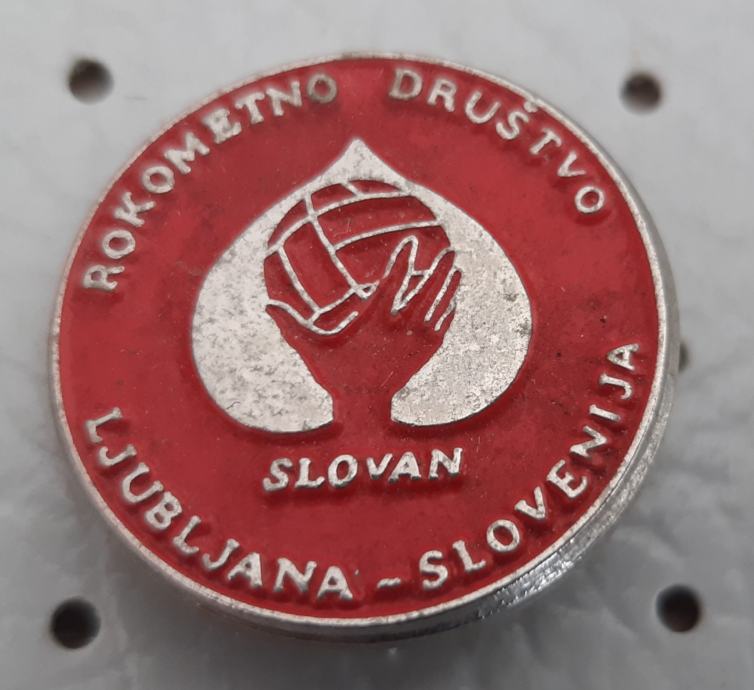 ROKOMETNO DRUŠTVO
SLOVAN
LJUBLJANA - SLOVENIJA